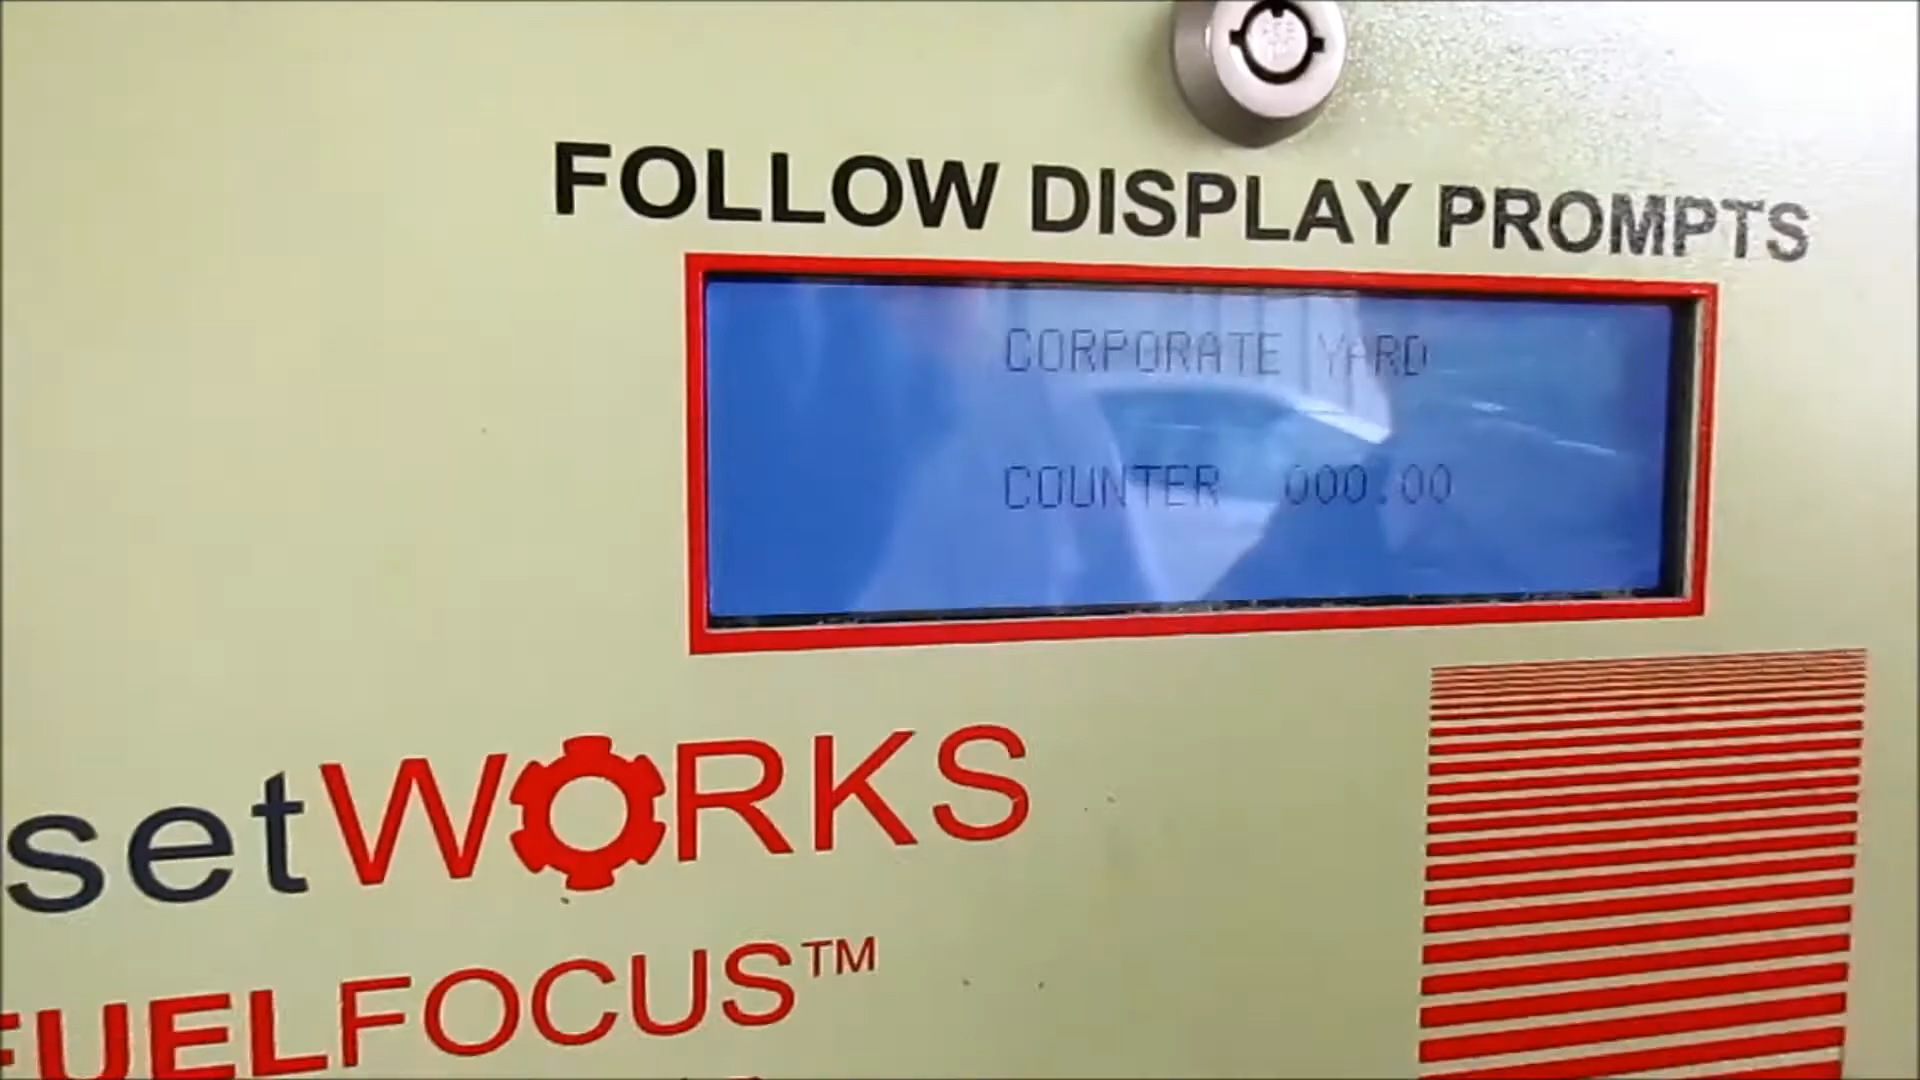 FOLLOW DISPLAY PROMPTS
CORPORATE YARD
COUNTER 000.00
setWORKS
FUELFOCUS™